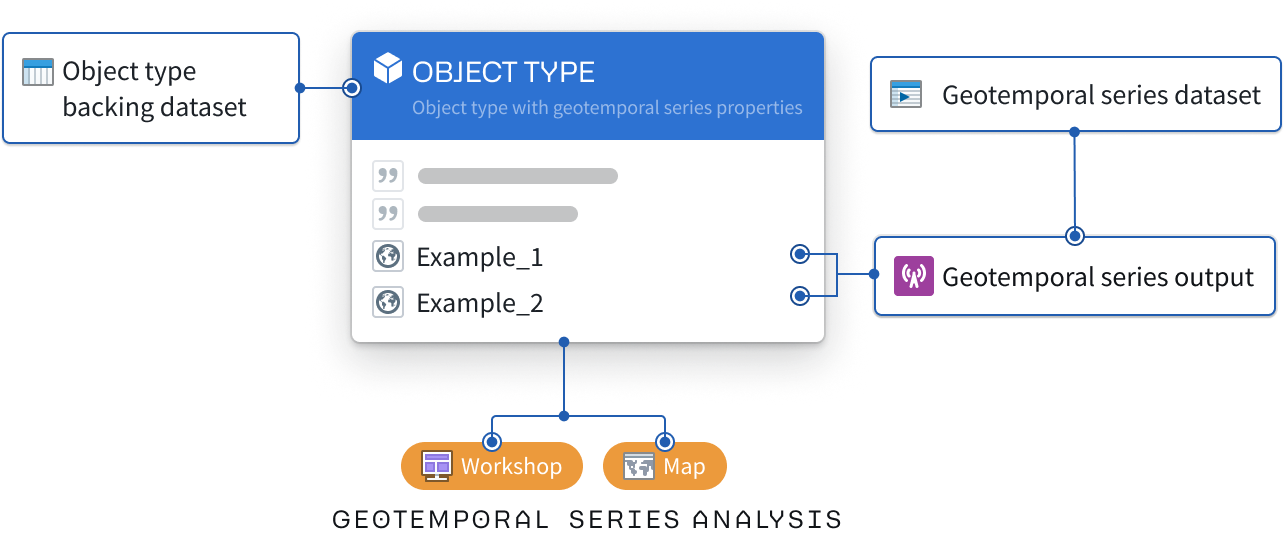 Object type
backing dataset
OBJECT TYPE
Object type with geotemporal series properties
Example_1
Example_2
Geotemporal series dataset
Geotemporal series output
Workshop
Map
GEOTEMPORAL SERIES ANALYSIS